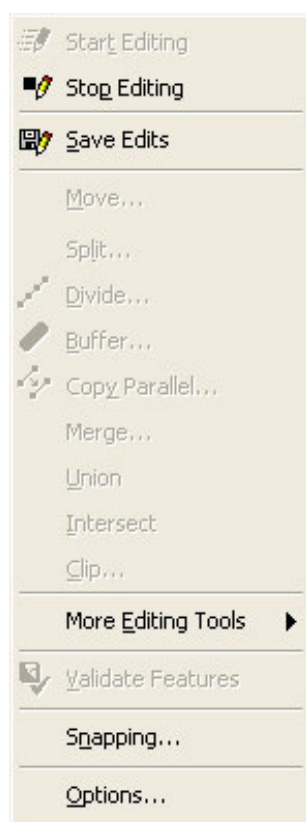 Start Editing
Stop Editing
Save Edits
Move...
Split...
Divide...
Buffer...
Copy Parallel...
Merge...
Union
Intersect
Clip...
More Editing Tools
Validate Features
Snapping...
Options...